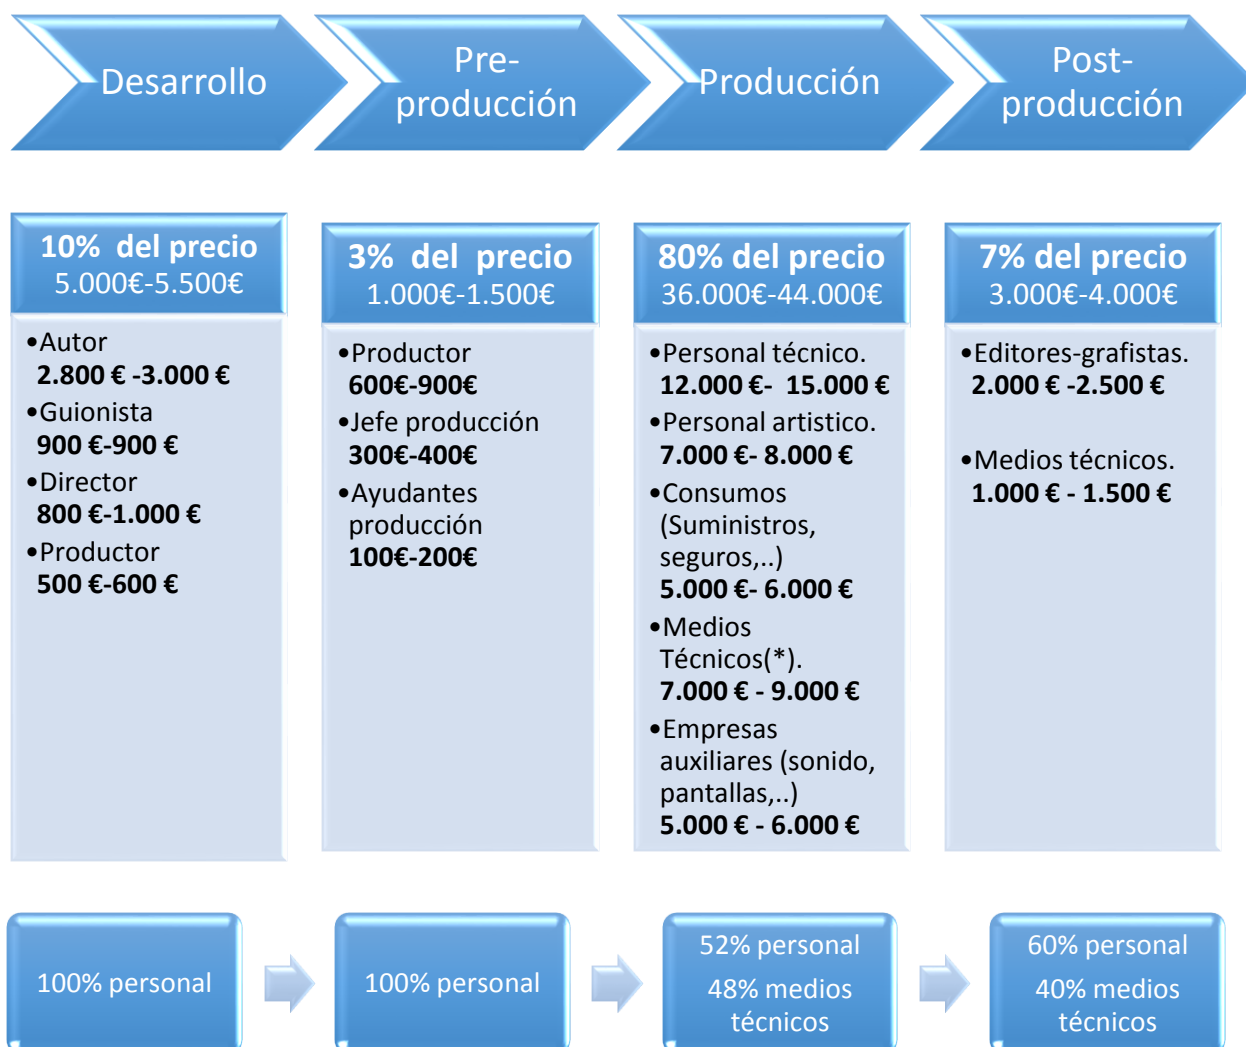 Desarrollo
Pre-
producción
Producción
Post-
producción
10% del precio
5.000€-5.500€
•Autor
2.800 € -3.000 €
•Guionista
900 €-900 €
•Director
800 €-1.000 €
•Productor
500 €-600 €
3% del precio
1.000€-1.500€
•Productor
600€-900€
•Jefe producción
300€-400€
•Ayudantes
producción
100€-200€
80% del precio
36.000€-44.000€
•Personal técnico.
12.000 €- 15.000 €
•Personal artistico.
7.000 €- 8.000 €
•Consumos
(Suministros,
seguros,..)
5.000 €- 6.000 €
•Medios
Técnicos(*).
7.000 € - 9.000 €
•Empresas
auxiliares (sonido,
pantallas,..)
5.000 € - 6.000 €
7% del precio
3.000€-4.000€
•Editores-grafistas.
2.000 € -2.500 €
•Medios técnicos.
1.000 € - 1.500 €
100% personal
100% personal
52% personal
48% medios
técnicos
60% personal
40% medios
técnicos